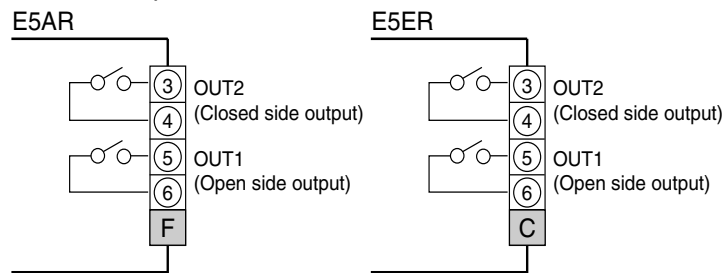 E5AR
3 OUT2
4 (Closed side output)
5 OUT1
6 (Open side output)
F
E5ER
3 OUT2
4 (Closed side output)
5 OUT1
6 (Open side output)
C